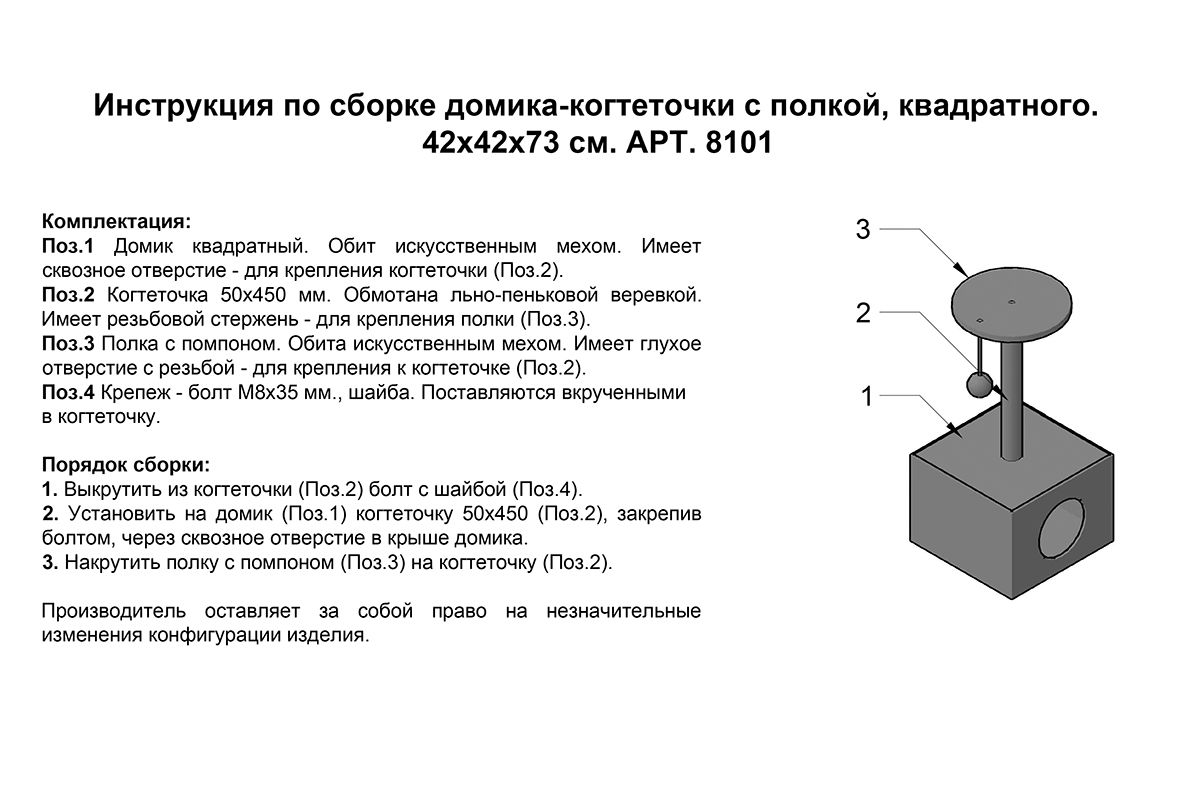 Инструкция по сборке домика-когтеточки с полкой, квадратного.
42х42х73 см. АРТ. 8101
Комплектация:
Поз.1 Домик квадратный. Обит искусственным мехом. Имеет
сквозное отверстие - для крепления когтеточки (Поз.2).
Поз.2 Когтеточка 50х450 мм. Обмотана льно-пеньковой веревкой.
Имеет резьбовой стержень - для крепления полки (Поз.3).
Поз.3 Полка с помпоном. Обита искусственным мехом. Имеет глухое
отверстие с резьбой - для крепления к когтеточке (Поз.2).
Поз.4 Крепеж - болт М8х35 мм., шайба. Поставляются вкрученными
в когтеточку.
Порядок сборки:
1. Выкрутить из когтеточки (Поз.2) болт с шайбой (Поз.4).
2. Установить на домик (Поз.1) когтеточку 50х450 (Поз.2), закрепив
болтом, через сквозное отверстие в крыше домика.
3. Накрутить полку с помпоном (Поз.3) на когтеточку (Поз.2).
Производитель оставляет за собой право на незначительные
изменения конфигурации изделия.
3
2
1